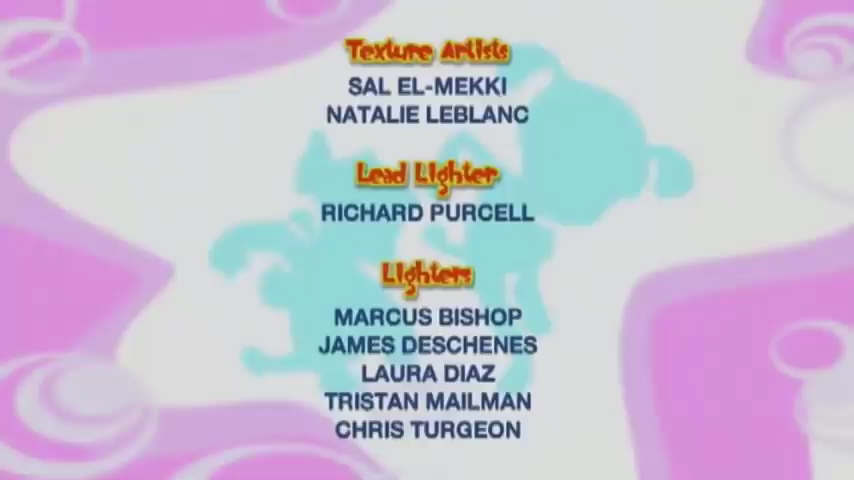 Texture Artists
SAL EL-MEKKI
NATALIE LEBLANC
Lead Lighter
RICHARD PURCELL
Lighters
MARCUS BISHOP
JAMES DESCHENES
LAURA DIAZ
TRISTAN MAILMAN
CHRIS TURGEON